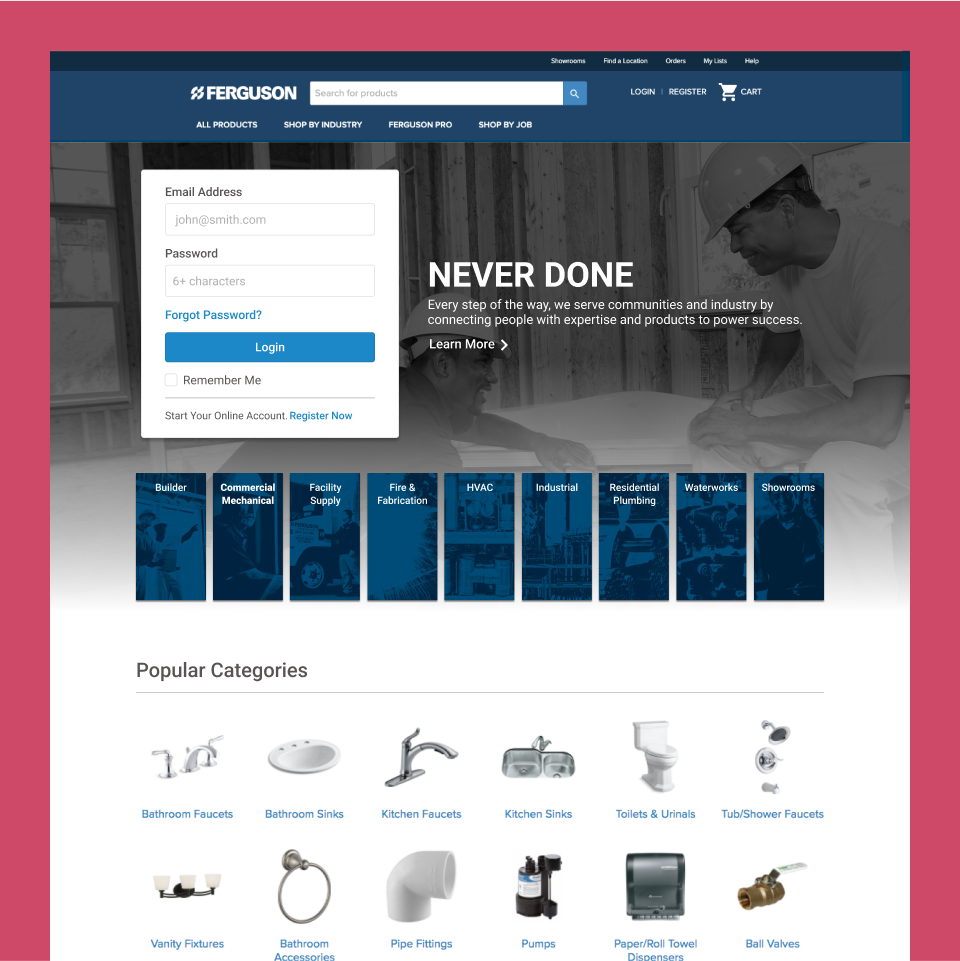 Showrooms Find a Location Orders My Lists Help
FERGUSON Search for products LOGIN | REGISTER CART
ALL PRODUCTS SHOP BY INDUSTRY FERGUSON PRO SHOP BY JOB
Email Address
john@smith.com
Password
6+ characters
Forgot Password?
Login
Remember Me
Start Your Online Account. Register Now
NEVER DONE
Every step of the way, we serve communities and industry by
connecting people with expertise and products to power success.
Learn More
Builder
Commercial
Mechanical
Facility
Supply
Fire &
Fabrication
HVAC
Industrial
Residential
Plumbing
Waterworks
Showrooms
Popular Categories
Bathroom Faucets
Bathroom Sinks
Kitchen Faucets
Kitchen Sinks
Toilets & Urinals
Tub/Shower Faucets
Vanity Fixtures
Bathroom
Accessories
Pipe Fittings
Pumps
Paper/Roll Towel
Dispensers
Ball Valves